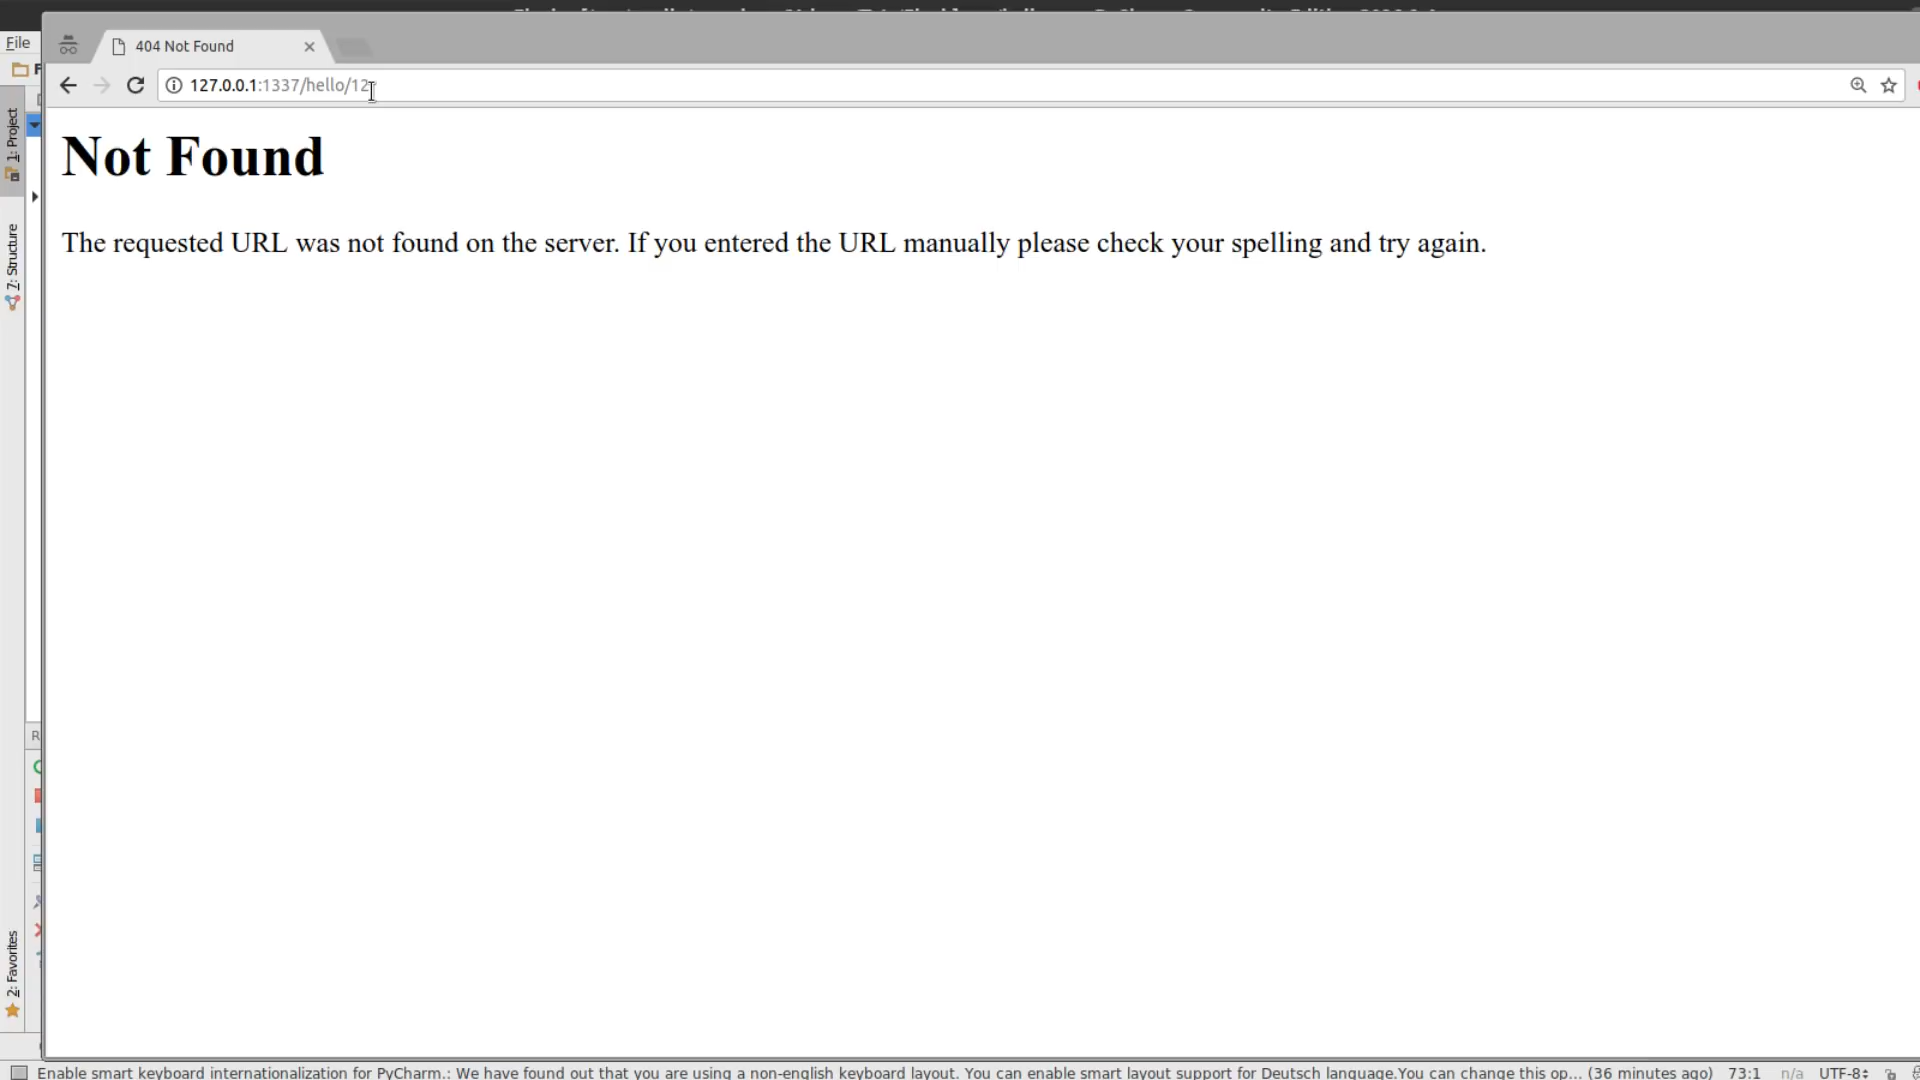 File
404 Not Found
127.0.0.1:1337/hello/12
1: Project
Not Found
The requested URL was not found on the server. If you entered the URL manually please check your spelling and try again.
7: Structure
2: Favorites
Enable smart keyboard internationalization for PyCharm.: We have found out that you are using a non-english keyboard layout. You can enable smart layout support for Deutsch language.You can change this op... (36 minutes ago) 73:1 n/a UTF-8